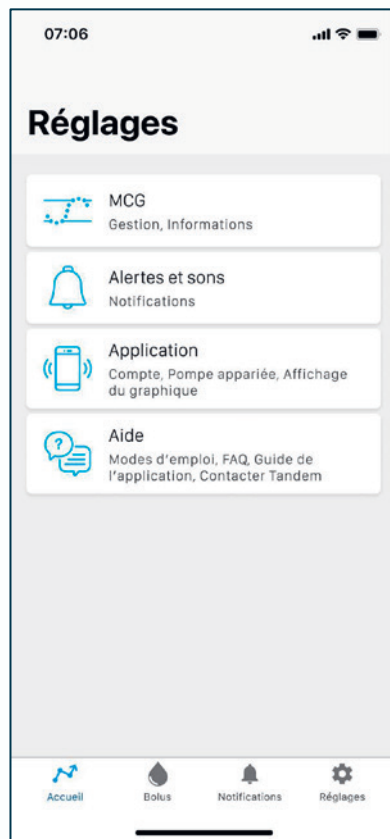 07:06
Réglages
MCG
Gestion, Informations
Alertes et sons
Notifications
Application
Compte, Pompe appariée, Affichage
du graphique
?
Aide
Modes d'emploi, FAQ, Guide de
l'application, Contacter Tandem
Accueil
Bolus
Notifications
Réglages